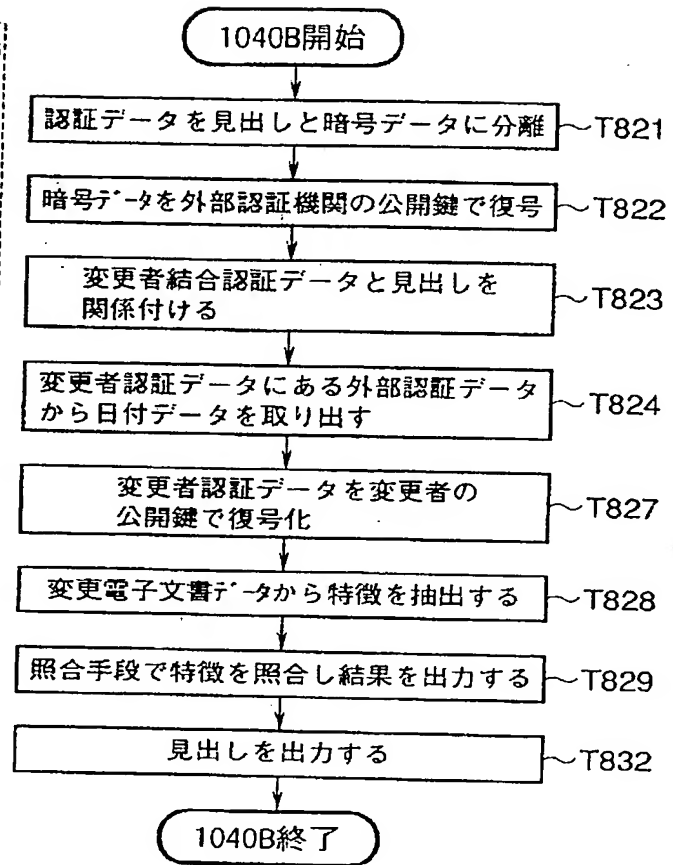 1040B開始
認証データを見出しと暗号データに分離 ～T821
暗号データを外部認証機関の公開鍵で復号 ～T822
変更者結合認証データと見出しを
関係付ける ～T823
変更者認証データにある外部認証データ
から日付データを取り出す ～T824
変更者認証データを変更者の
公開鍵で復号化 ～T827
変更電子文書データから特徴を抽出する ～T828
照合手段で特徴を照合し結果を出力する ～T829
見出しを出力する ～T832
1040B終了